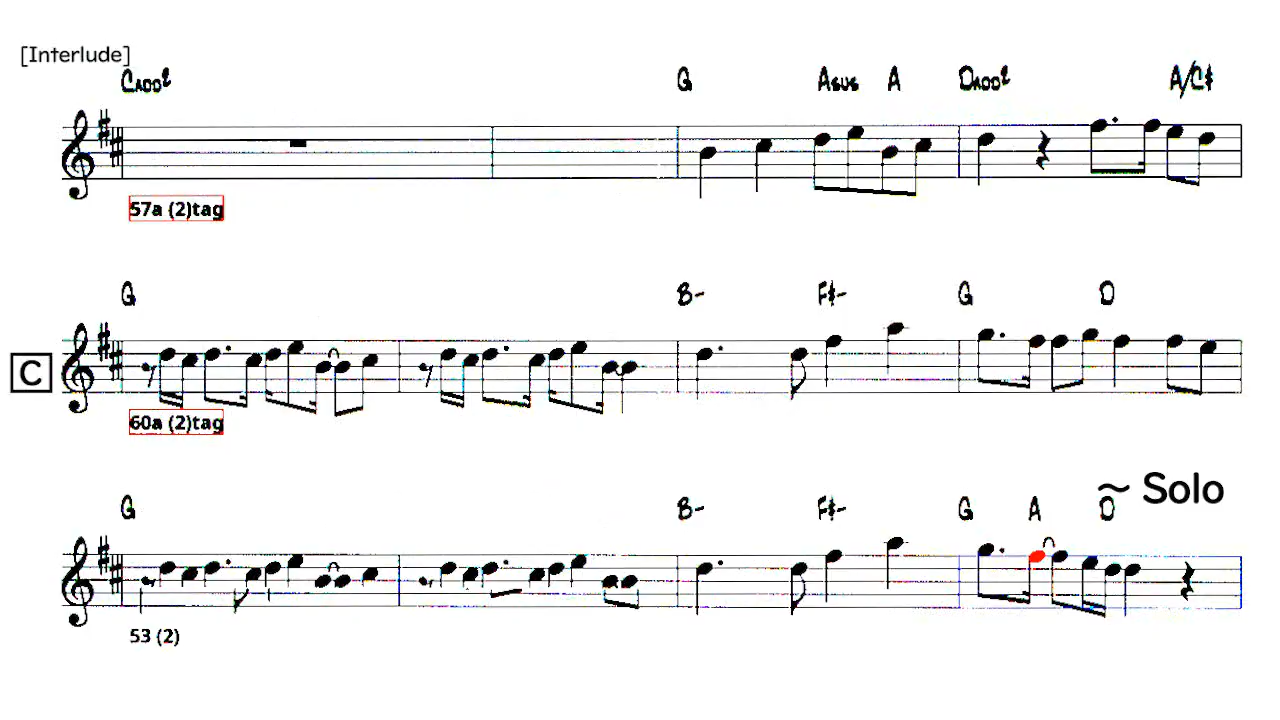 [Interlude]
Cadd2 G Asus A Dadd2 A/C#
57a (2)tag
G B- F#- G D
C
60a (2)tag
~ Solo
G B- F#- G A D
53 (2)